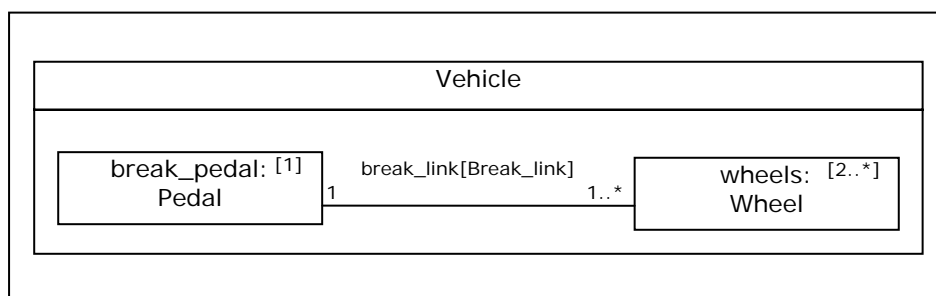 Vehicle
break_pedal: [1]
Pedal
break_link[Break_link]
1
1..*
wheels: [2..*]
Wheel